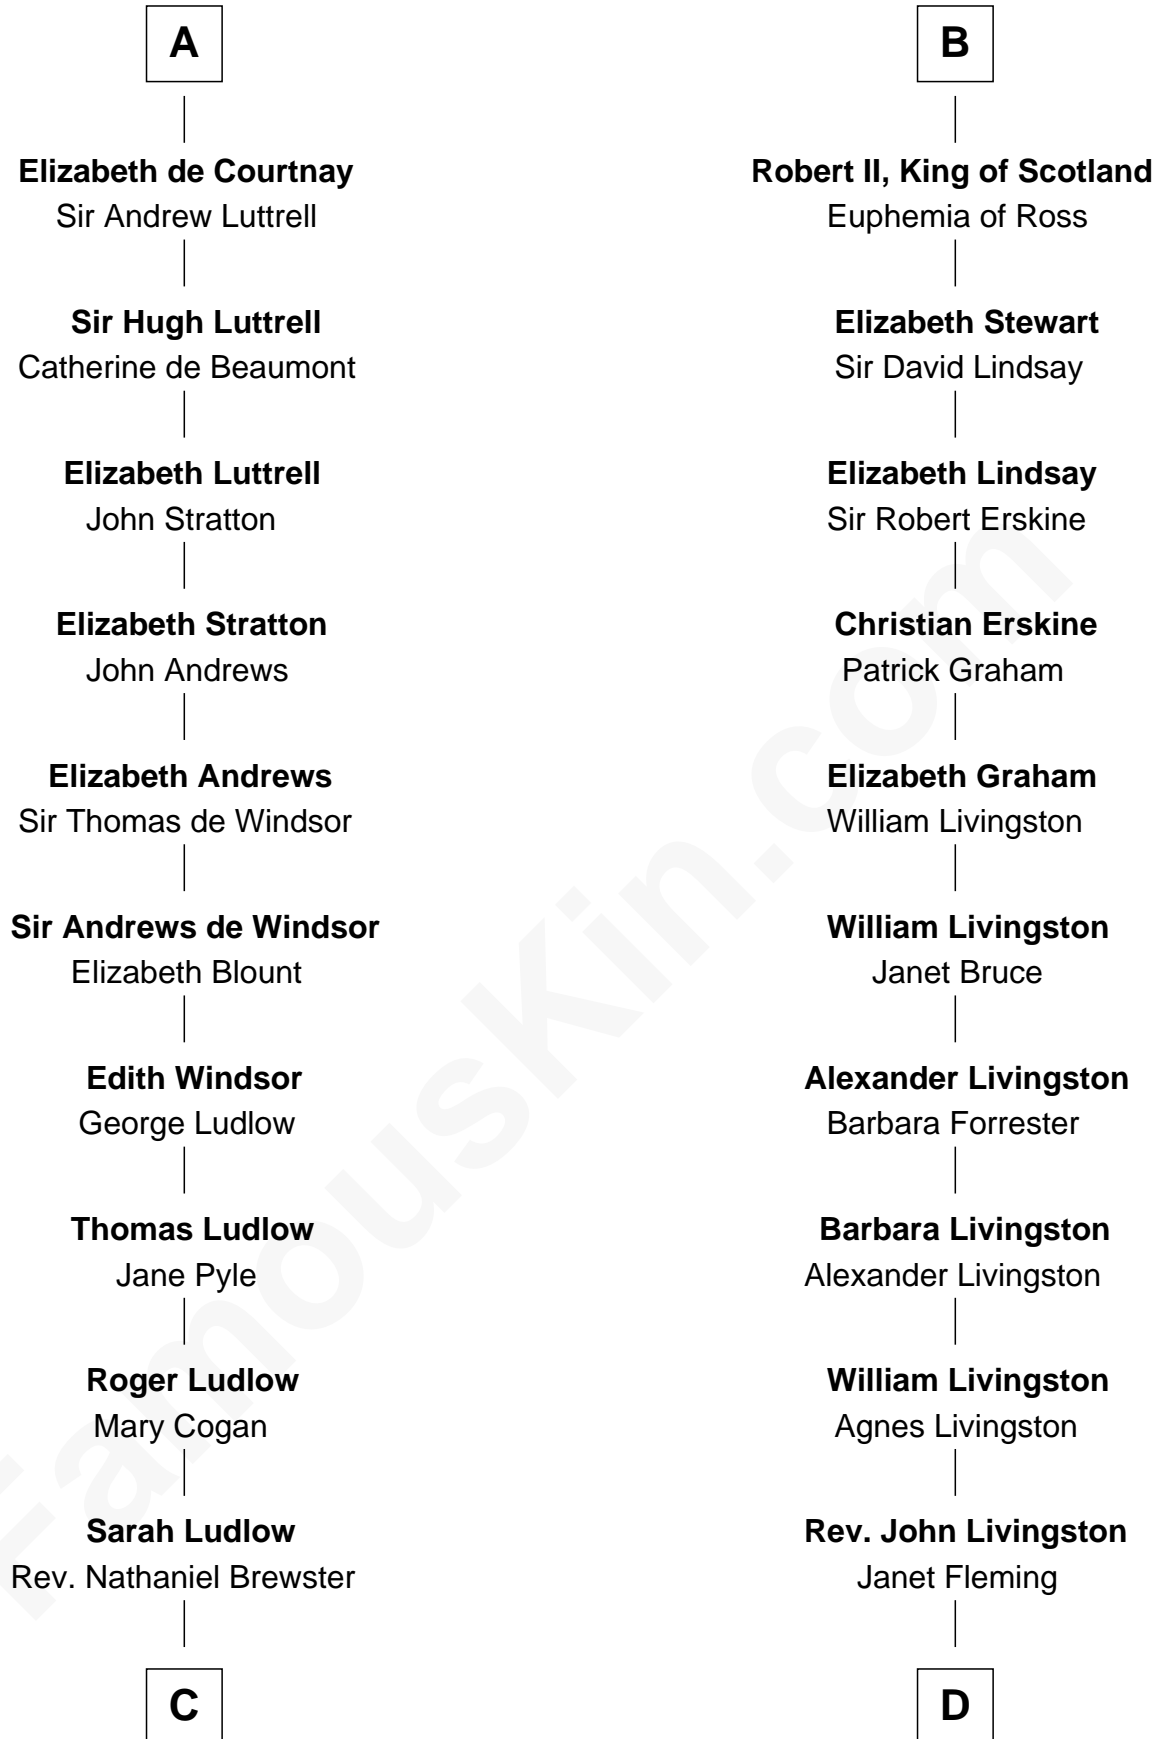 A
Elizabeth de Courtnay
Sir Andrew Luttrell
Sir Hugh Luttrell
Catherine de Beaumont
Elizabeth Luttrell
John Stratton
Elizabeth Stratton
John Andrews
Elizabeth Andrews
Sir Thomas de Windsor
Sir Andrews de Windsor
Elizabeth Blount
Edith Windsor
George Ludlow
Thomas Ludlow
Jane Pyle
Roger Ludlow
Mary Cogan
Sarah Ludlow
Rev. Nathaniel Brewster
C
B
Robert II, King of Scotland
Euphemia of Ross
Elizabeth Stewart
Sir David Lindsay
Elizabeth Lindsay
Sir Robert Erskine
Christian Erskine
Patrick Graham
Elizabeth Graham
William Livingston
William Livingston
Janet Bruce
Alexander Livingston
Barbara Forrester
Barbara Livingston
Alexander Livingston
William Livingston
Agnes Livingston
Rev. John Livingston
Janet Fleming
D
FamousKin.com